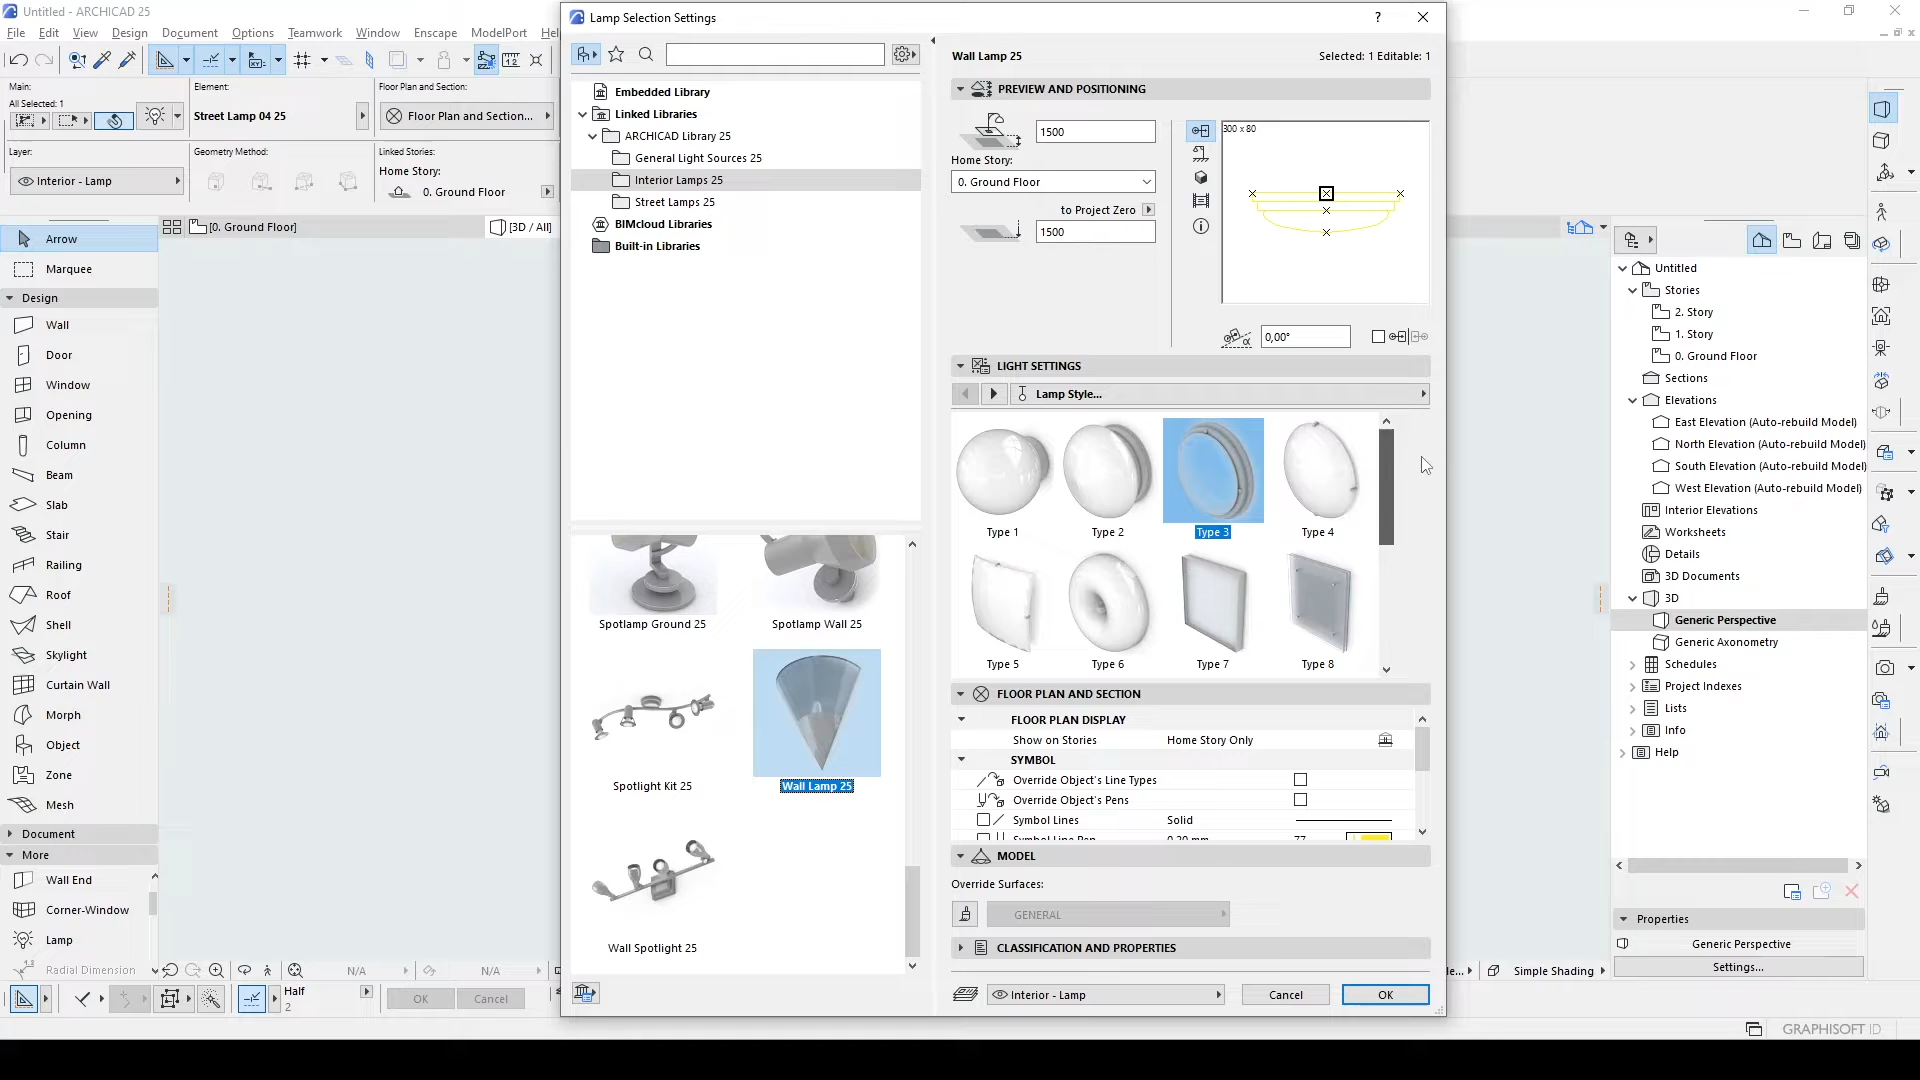 Untitled - ARCHICAD 25
File Edit View Design Document Options Teamwork Window Enscape ModelPort Hel
Main:
All Selected: 1
Element:
Street Lamp 04 25
Floor Plan and Section:
Floor Plan and Section...
Layer:
Interior - Lamp
Geometry Method:
Linked Stories:
Home Story:
0. Ground Floor
[0. Ground Floor]
[3D / All]
Arrow
Marquee
Design
Wall
Door
Window
Opening
Column
Beam
Slab
Stair
Railing
Roof
Shell
Skylight
Curtain Wall
Morph
Object
Zone
Mesh
Document
More
Wall End
Corner-Window
Lamp
Radial Dimension
N/A
N/A
Half
2
OK
Cancel
Lamp Selection Settings
?
Embedded Library
Linked Libraries
ARCHICAD Library 25
General Light Sources 25
Interior Lamps 25
Street Lamps 25
BIMcloud Libraries
Built-in Libraries
Spotlamp Ground 25
Spotlamp Wall 25
Spotlight Kit 25
Wall Lamp 25
Wall Spotlight 25
Wall Lamp 25
Selected: 1 Editable: 1
PREVIEW AND POSITIONING
1500
Home Story:
0. Ground Floor
to Project Zero
1500
300 x 80
α
0,00°
LIGHT SETTINGS
Lamp Style...
Type 1
Type 2
Type 3
Type 4
Type 5
Type 6
Type 7
Type 8
FLOOR PLAN AND SECTION
FLOOR PLAN DISPLAY
Show on Stories
Home Story Only
SYMBOL
Override Object's Line Types
Override Object's Pens
Symbol Lines
Solid
Symbol Line Pen
0.20 mm
77
MODEL
Override Surfaces:
GENERAL
CLASSIFICATION AND PROPERTIES
Interior - Lamp
Cancel
OK
Untitled
Stories
2. Story
1. Story
0. Ground Floor
Sections
Elevations
East Elevation (Auto-rebuild Model)
North Elevation (Auto-rebuild Model)
South Elevation (Auto-rebuild Model)
West Elevation (Auto-rebuild Model)
Interior Elevations
Worksheets
Details
3D Documents
3D
Generic Perspective
Generic Axonometry
Schedules
Project Indexes
Lists
Info
Help
Properties
Generic Perspective
Settings...
le...
Simple Shading
GRAPHISOFT ID